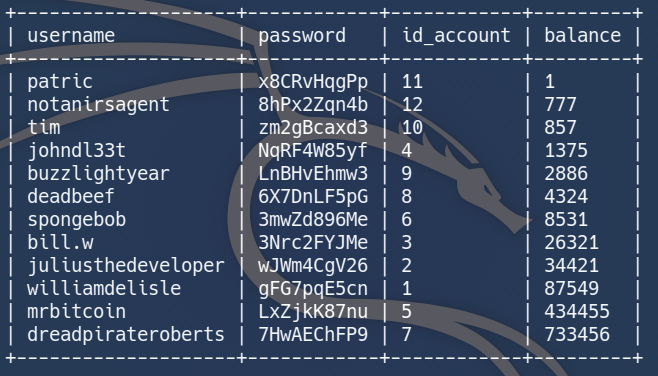 +---------------------+------------+------------+---------+
| username            | password   | id_account | balance |
+---------------------+------------+------------+---------+
| patric              | x8CRvHqgPp | 11         | 1       |
| notanirsagent       | 8hPx2Zqn4b | 12         | 777     |
| tim                 | zm2gBcaxd3 | 10         | 857     |
| johndl33t           | NqRF4W85yf | 4          | 1375    |
| buzzlightyear       | LnBHvEhmw3 | 9          | 2886    |
| deadbeef            | 6X7DnLF5pG | 8          | 4324    |
| spongebob           | 3mwZd896Me | 6          | 8531    |
| bill.w              | 3Nrc2FYJMe | 3          | 26321   |
| juliusthedeveloper  | wJWm4CgV26 | 2          | 34421   |
| williamdelisle      | gFG7pqE5cn | 1          | 87549   |
| mrbitcoin           | LxZjkK87nu | 5          | 434455  |
| dreadpirateroberts  | 7HwAEChFP9 | 7          | 733456  |
+---------------------+------------+------------+---------+